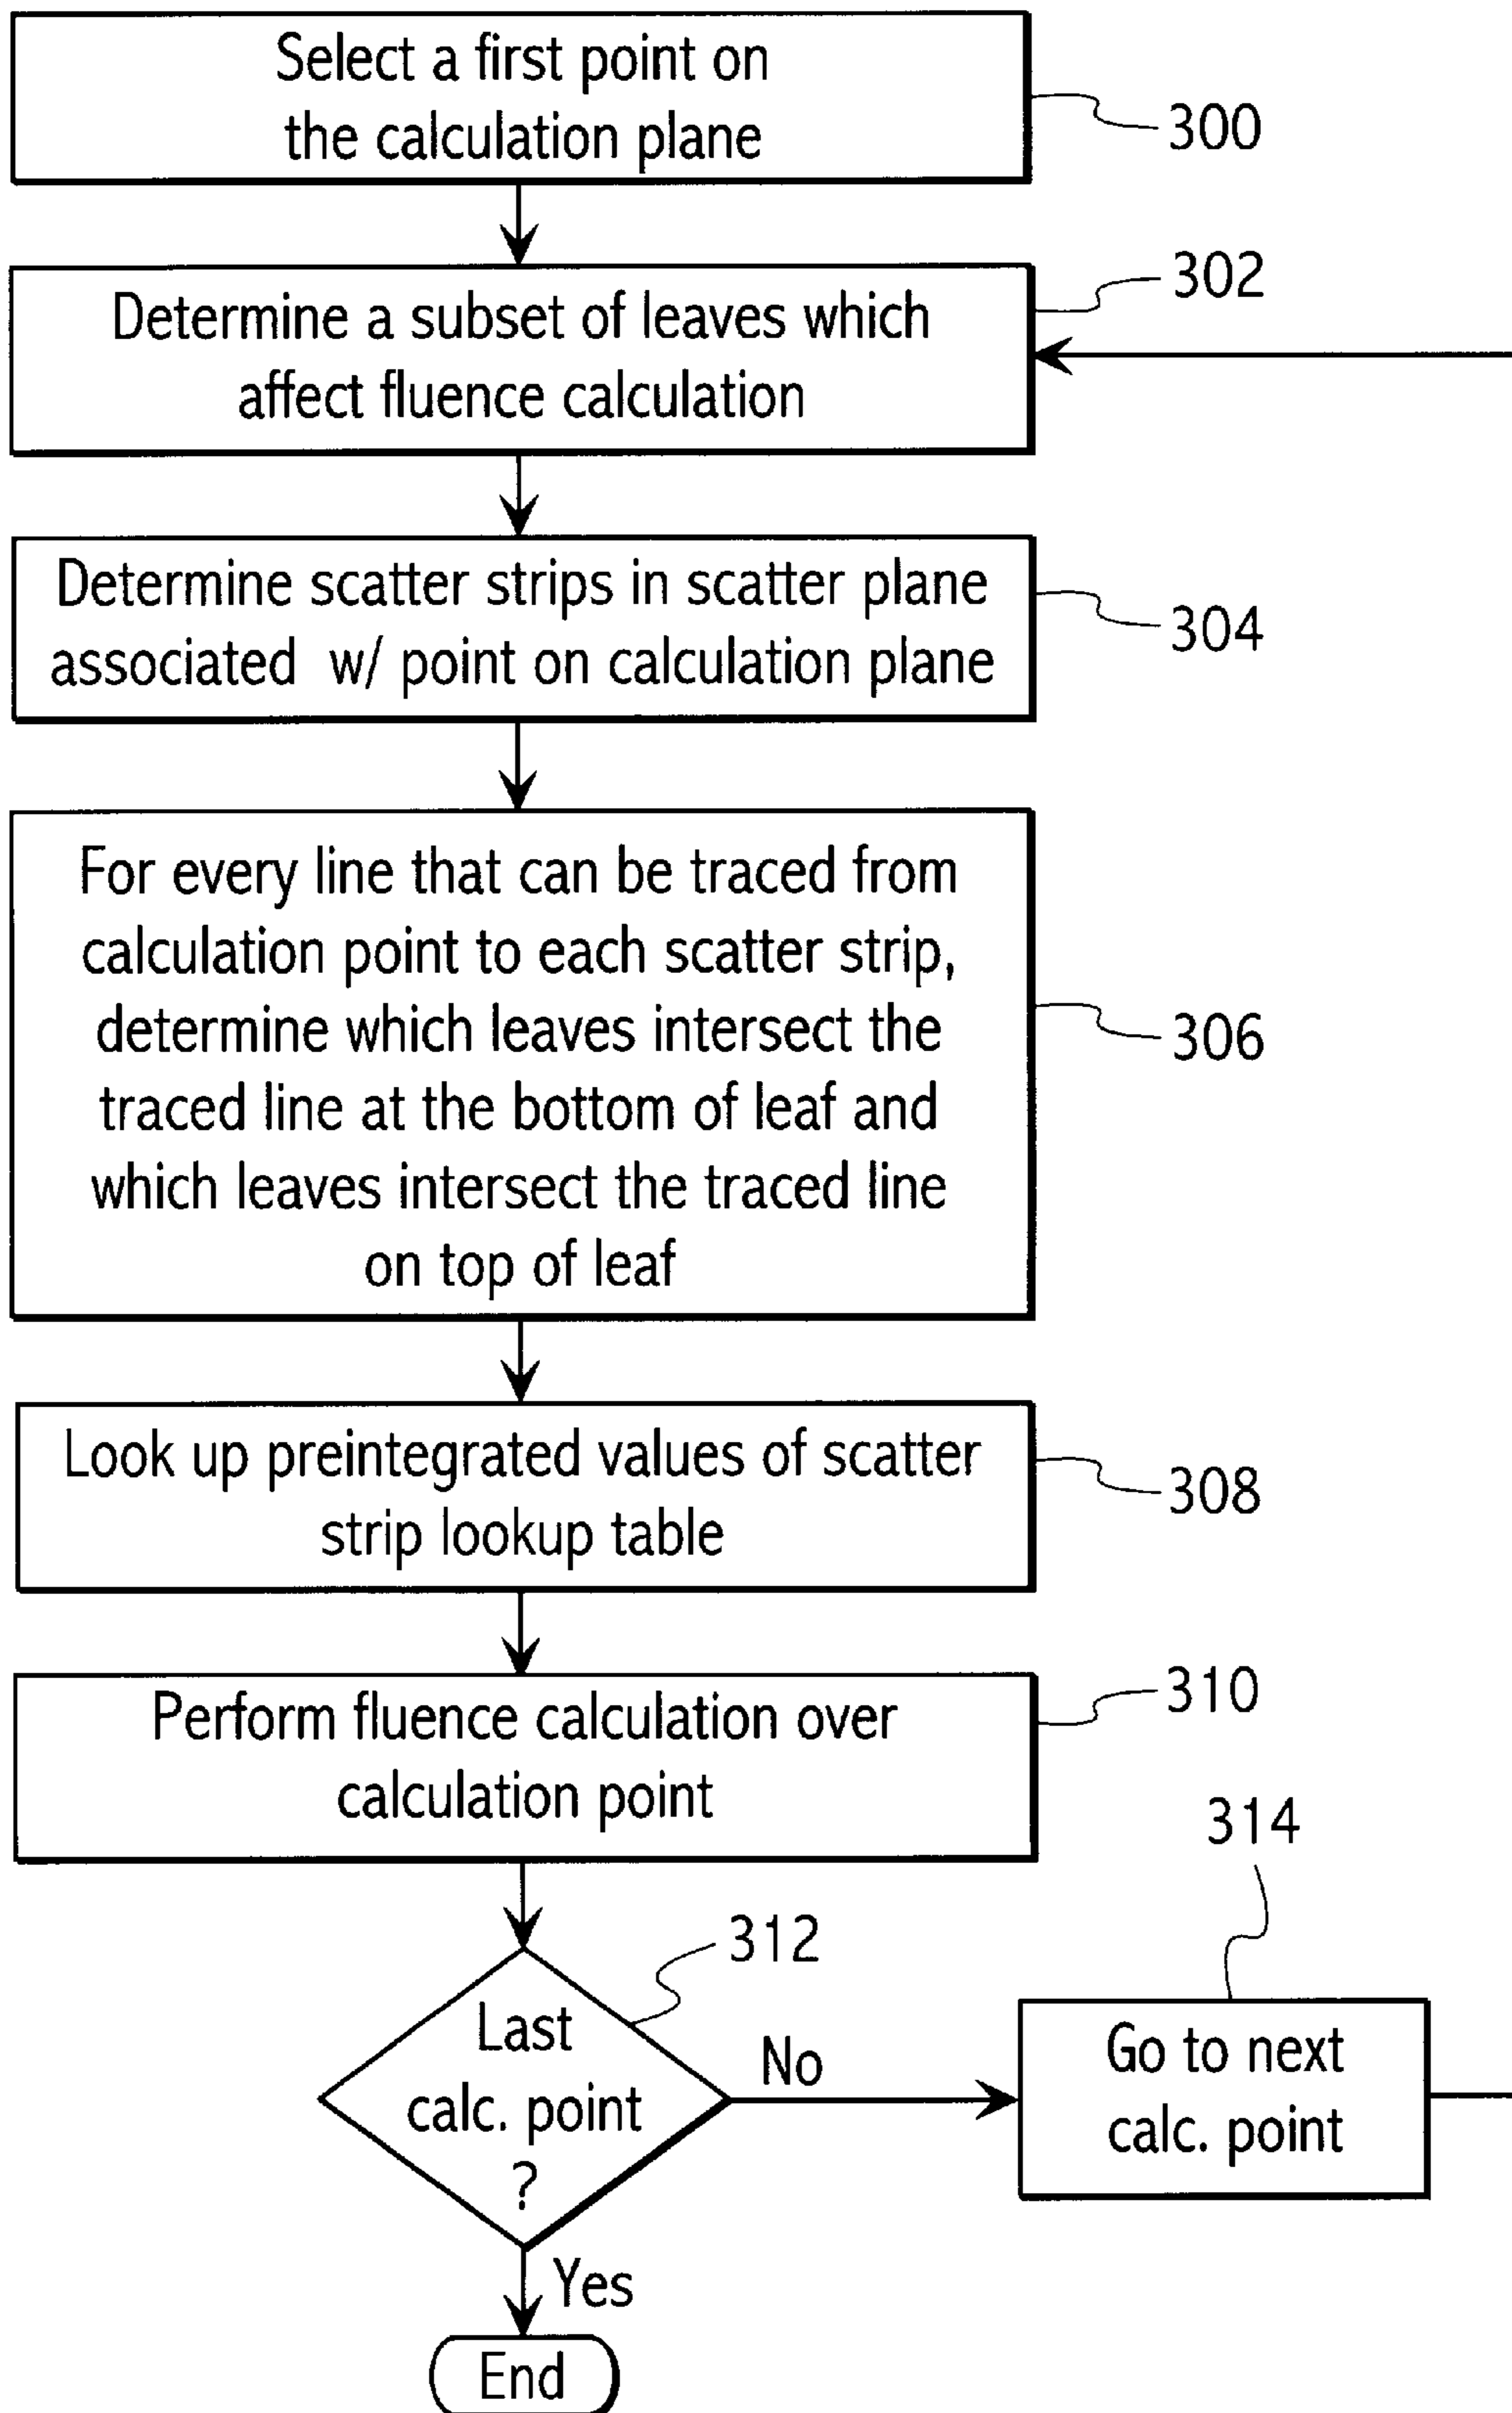 Select a first point on
the calculation plane
300
Determine a subset of leaves which
affect fluence calculation
302
Determine scatter strips in scatter plane
associated w/ point on calculation plane
304
For every line that can be traced from
calculation point to each scatter strip,
determine which leaves intersect the
traced line at the bottom of leaf and
which leaves intersect the traced line
on top of leaf
306
Look up preintegrated values of scatter
strip lookup table
308
Perform fluence calculation over
calculation point
310
312
Last
calc. point
?
No
314
Go to next
calc. point
Yes
End